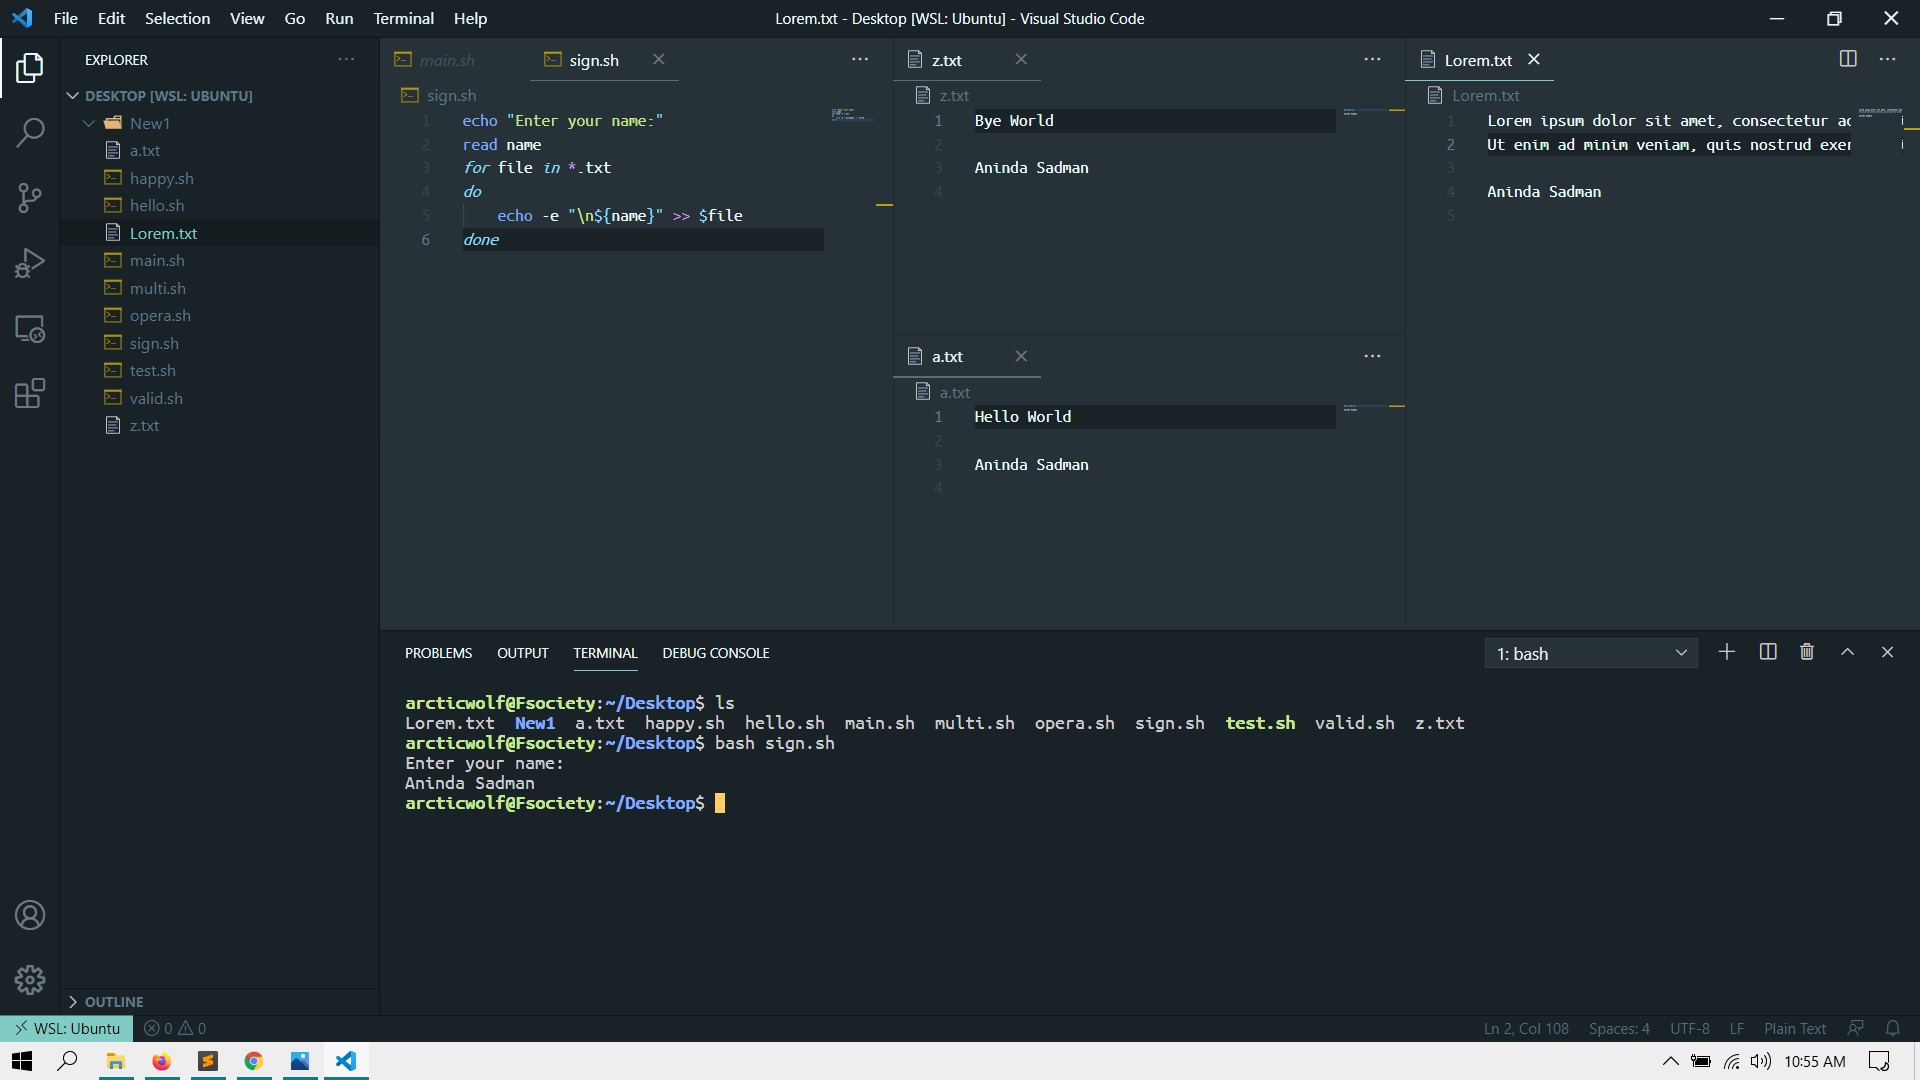 File Edit Selection View Go Run Terminal Help
Lorem.txt - Desktop [WSL: Ubuntu] - Visual Studio Code
EXPLORER
DESKTOP [WSL: UBUNTU]
New1
a.txt
happy.sh
hello.sh
Lorem.txt
main.sh
multi.sh
opera.sh
sign.sh
test.sh
valid.sh
z.txt
OUTLINE
main.sh sign.sh
sign.sh
1 echo "Enter your name:"
2 read name
3 for file in *.txt
4 do
5 echo -e "\n${name}" >> $file
6 done
z.txt
z.txt
1 Bye World
2
3 Aninda Sadman
4
a.txt
a.txt
1 Hello World
2
3 Aninda Sadman
4
Lorem.txt
Lorem.txt
1 Lorem ipsum dolor sit amet, consectetur
2 Ut enim ad minim veniam, quis nostrud exer
3
4 Aninda Sadman
5
PROBLEMS OUTPUT TERMINAL DEBUG CONSOLE
1: bash
arcticwolf@Fsociety:~/Desktop$ ls
Lorem.txt New1 a.txt happy.sh hello.sh main.sh multi.sh opera.sh sign.sh test.sh valid.sh z.txt
arcticwolf@Fsociety:~/Desktop$ bash sign.sh
Enter your name:
Aninda Sadman
arcticwolf@Fsociety:~/Desktop$
WSL: Ubuntu 0 0
Ln 2, Col 108 Spaces: 4 UTF-8 LF Plain Text
10:55 AM